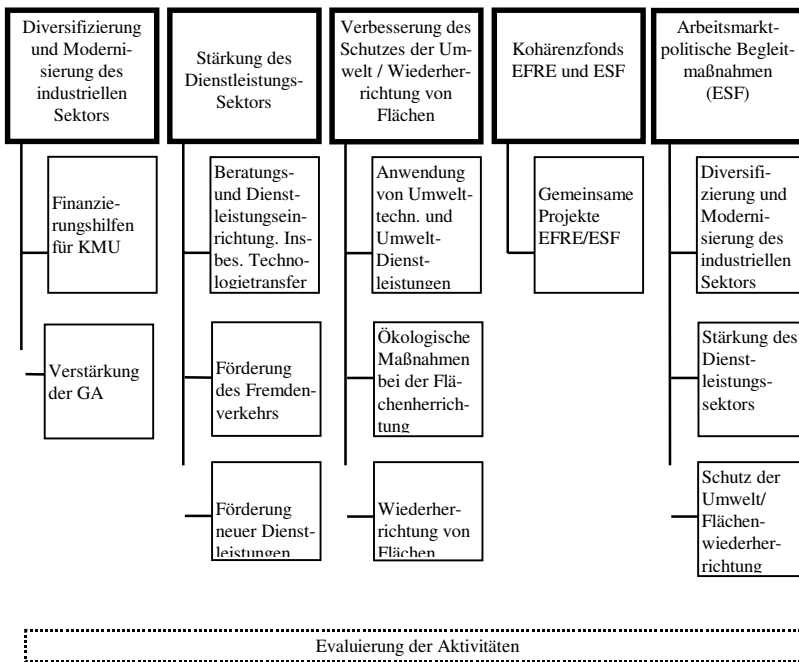 Diversifizierung
und Moderni-
sierung des
industriellen
Sektors
Stärkung des
Dienstleistungs-
Sektors
Verbesserung des
Schutzes der Um-
welt / Wiederher-
richtung von
Flächen
Kohärenzfonds
EFRE und ESF
Arbeitsmarkt-
politische Begleit-
maßnahmen
(ESF)
Finanzie-
rungshilfen
für KMU
Verstärkung
der GA
Beratungs-
und Dienst-
leistungsein-
richtung. Ins-
bes. Techno-
logietransfer
Förderung
des Fremden-
verkehrs
Förderung
neuer Dienst-
leistungen
Anwendung
von Umwelt-
techn. und
Umwelt-
Dienst-
leistungen
Ökologische
Maßnahmen
bei der Flä-
chenherrich-
tung
Wiederher-
richtung von
Flächen
Gemeinsame
Projekte
EFRE/ESF
Diversifi-
zierung und
Moderni-
sierung des
industriellen
Sektors
Stärkung des
Dienst-
leistungs-
sektors
Schutz der
Umwelt/
Flächen-
wiederher-
richtung
Evaluierung der Aktivitäten